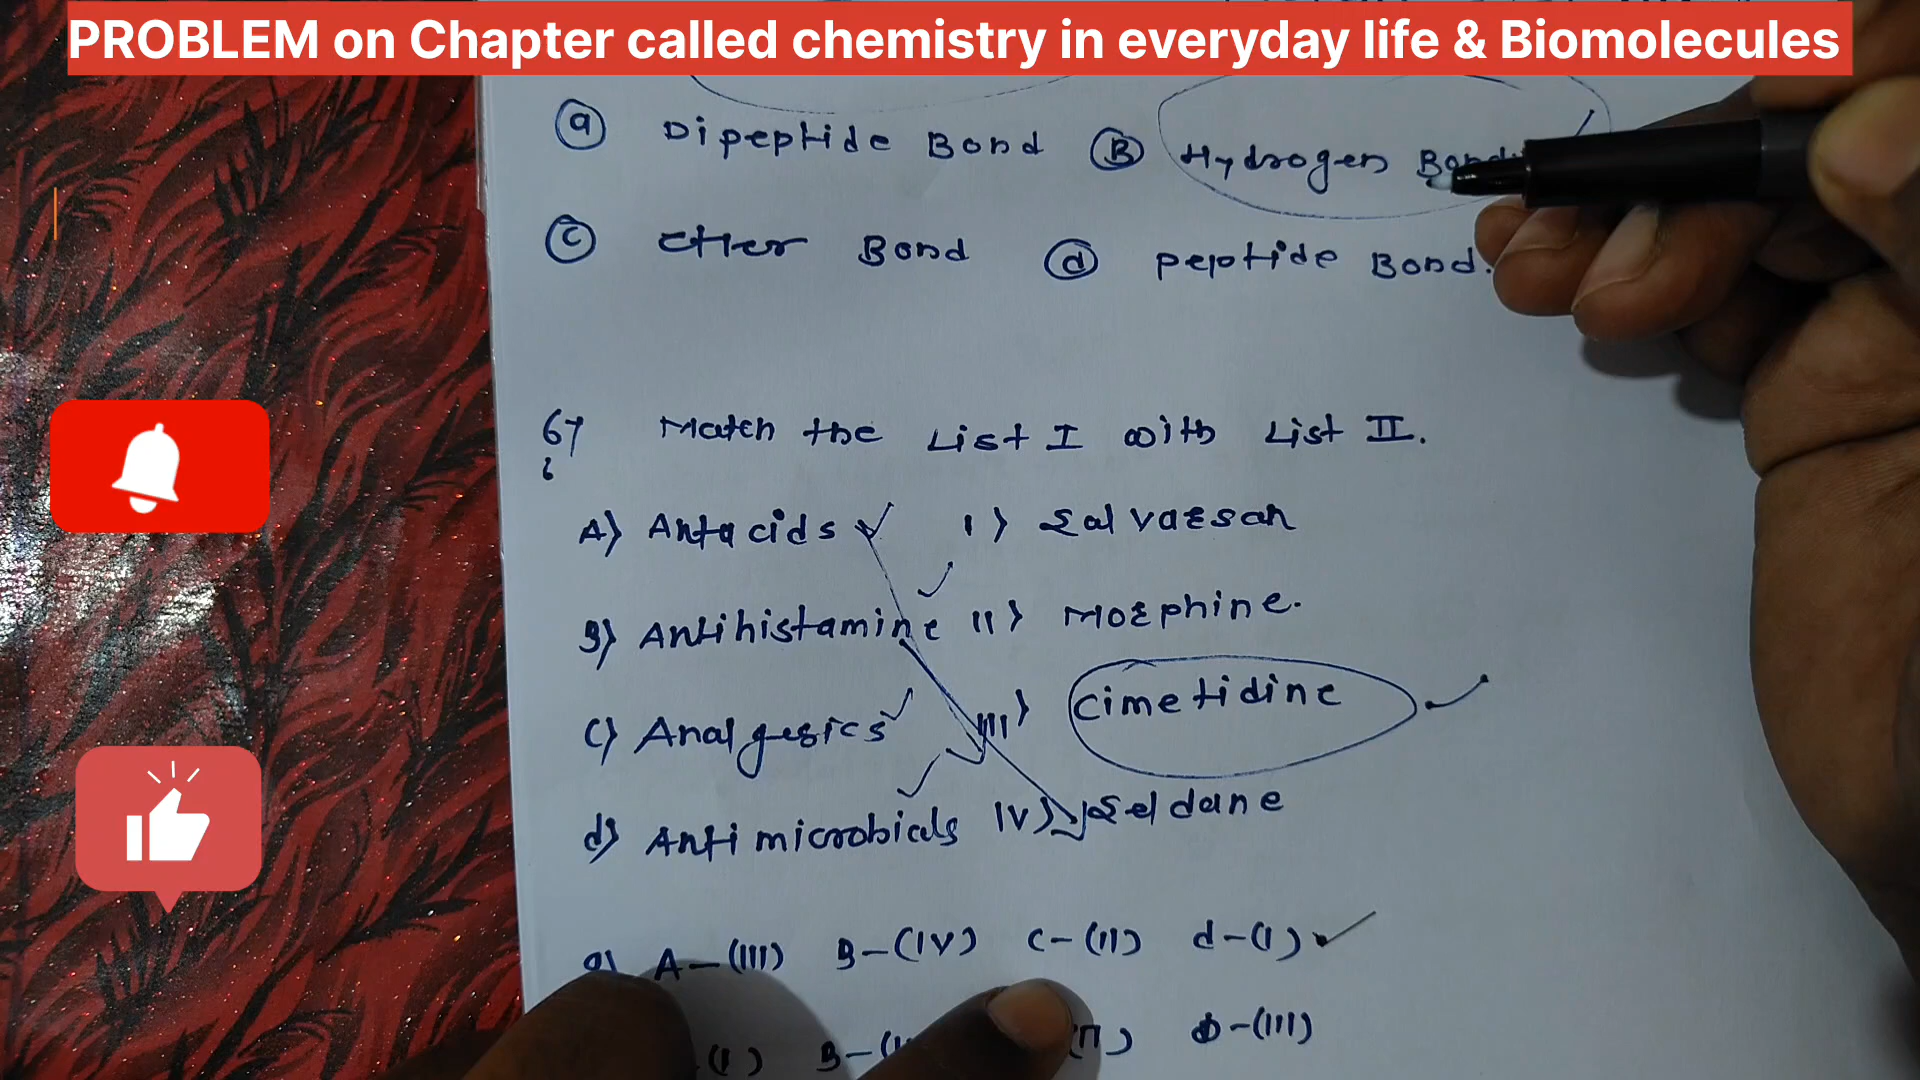 PROBLEM on Chapter called chemistry in everyday life & Biomolecules
a Dipeptide Bond B Hydrogen
c Ether Bond d peptide Bond.
67 Match the List I with List II.
A) Antacids I) Salvarsan
B) Antihistamine II) Morphine.
C) Analgesics III) Cimetidine
d) Antimicrobials IV) Seldane
a) A-(III) B-(IV) C-(II) d-(I)
(I) B- (II) D-(III)